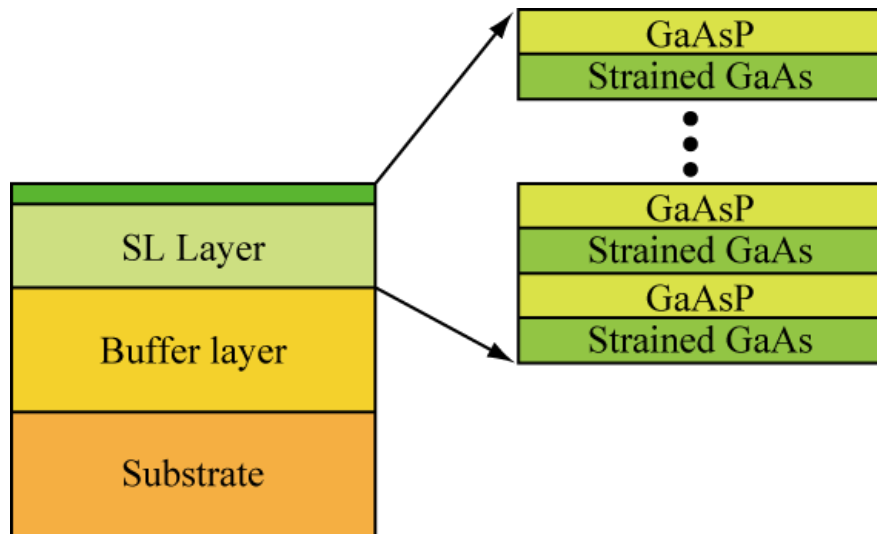 GaAsP
Strained GaAs
GaAsP
Strained GaAs
GaAsP
Strained GaAs
SL Layer
Buffer layer
Substrate